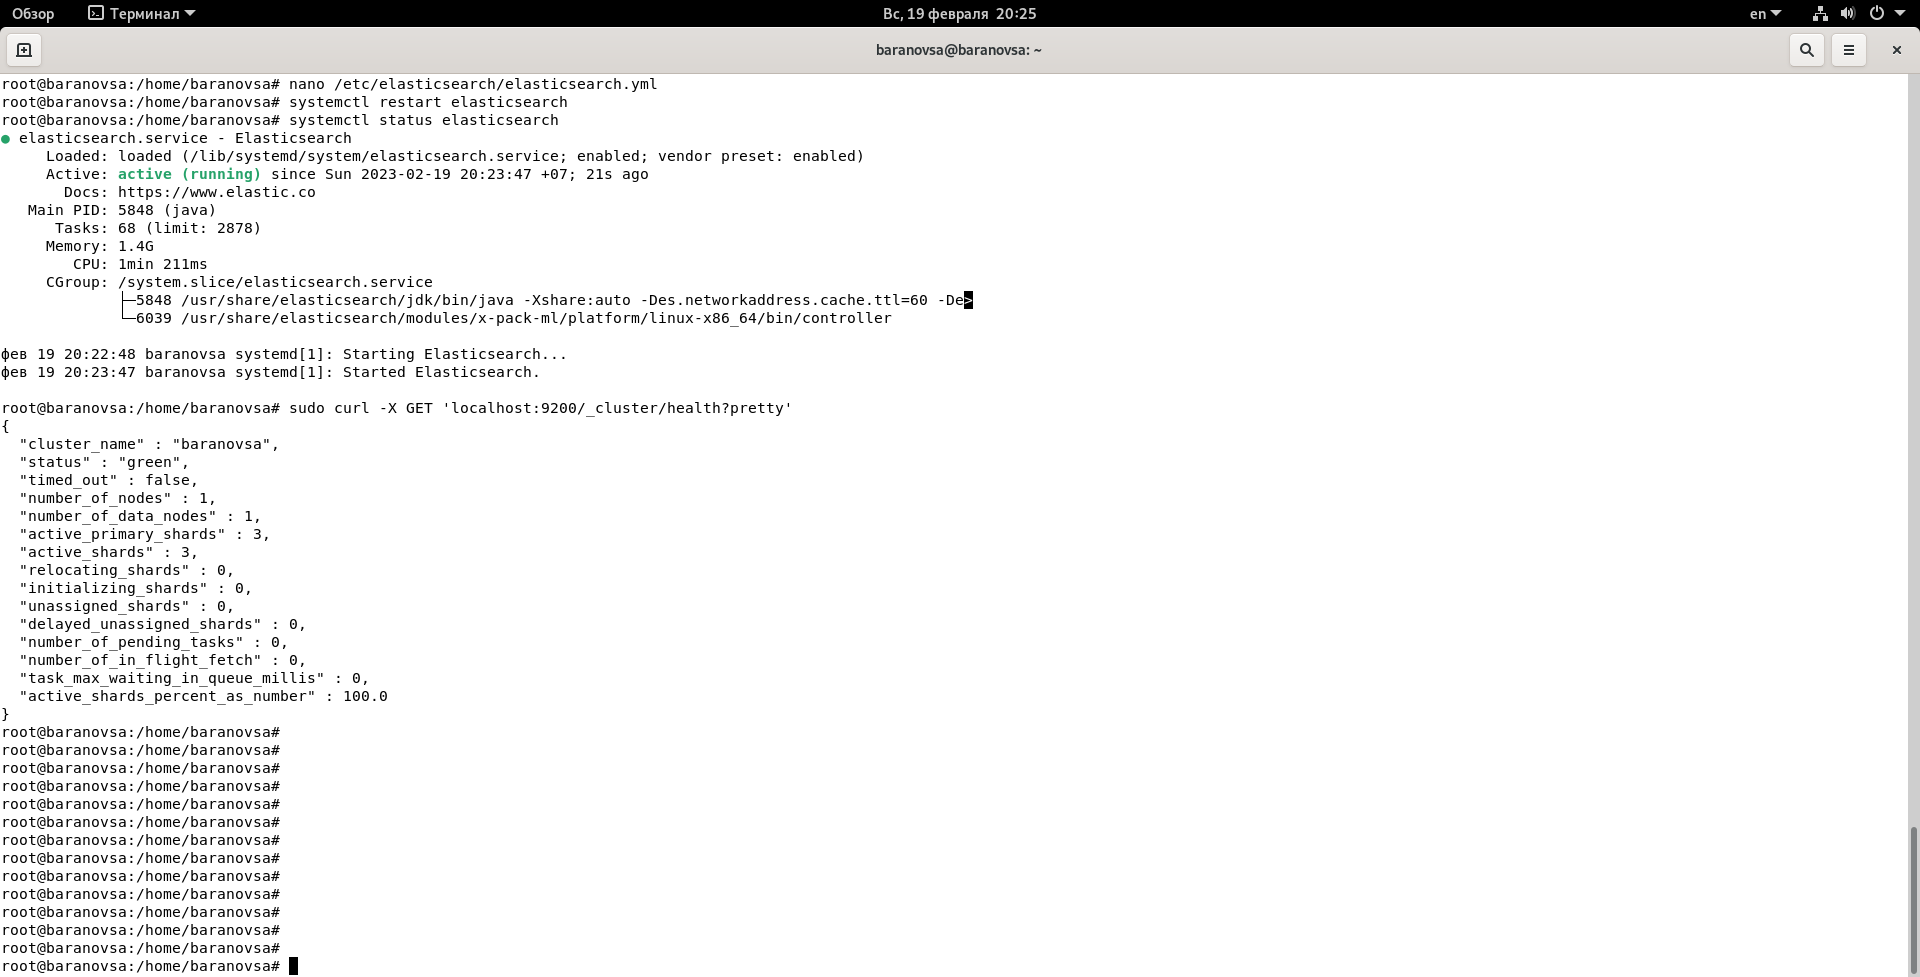 Обзор Терминал Вс, 19 февраля 20:25 en
baranovsa@baranovsa: ~
root@baranovsa:/home/baranovsa# nano /etc/elasticsearch/elasticsearch.yml
root@baranovsa:/home/baranovsa# systemctl restart elasticsearch
root@baranovsa:/home/baranovsa# systemctl status elasticsearch
● elasticsearch.service - Elasticsearch
     Loaded: loaded (/lib/systemd/system/elasticsearch.service; enabled; vendor preset: enabled)
     Active: active (running) since Sun 2023-02-19 20:23:47 +07; 21s ago
       Docs: https://www.elastic.co
   Main PID: 5848 (java)
      Tasks: 68 (limit: 2878)
     Memory: 1.4G
        CPU: 1min 211ms
     CGroup: /system.slice/elasticsearch.service
             ├─5848 /usr/share/elasticsearch/jdk/bin/java -Xshare:auto -Des.networkaddress.cache.ttl=60 -De>
             └─6039 /usr/share/elasticsearch/modules/x-pack-ml/platform/linux-x86_64/bin/controller
фев 19 20:22:48 baranovsa systemd[1]: Starting Elasticsearch...
фев 19 20:23:47 baranovsa systemd[1]: Started Elasticsearch.
root@baranovsa:/home/baranovsa# sudo curl -X GET 'localhost:9200/_cluster/health?pretty'
{
  "cluster_name" : "baranovsa",
  "status" : "green",
  "timed_out" : false,
  "number_of_nodes" : 1,
  "number_of_data_nodes" : 1,
  "active_primary_shards" : 3,
  "active_shards" : 3,
  "relocating_shards" : 0,
  "initializing_shards" : 0,
  "unassigned_shards" : 0,
  "delayed_unassigned_shards" : 0,
  "number_of_pending_tasks" : 0,
  "number_of_in_flight_fetch" : 0,
  "task_max_waiting_in_queue_millis" : 0,
  "active_shards_percent_as_number" : 100.0
}
root@baranovsa:/home/baranovsa#
root@baranovsa:/home/baranovsa#
root@baranovsa:/home/baranovsa#
root@baranovsa:/home/baranovsa#
root@baranovsa:/home/baranovsa#
root@baranovsa:/home/baranovsa#
root@baranovsa:/home/baranovsa#
root@baranovsa:/home/baranovsa#
root@baranovsa:/home/baranovsa#
root@baranovsa:/home/baranovsa#
root@baranovsa:/home/baranovsa#
root@baranovsa:/home/baranovsa#
root@baranovsa:/home/baranovsa#
root@baranovsa:/home/baranovsa#